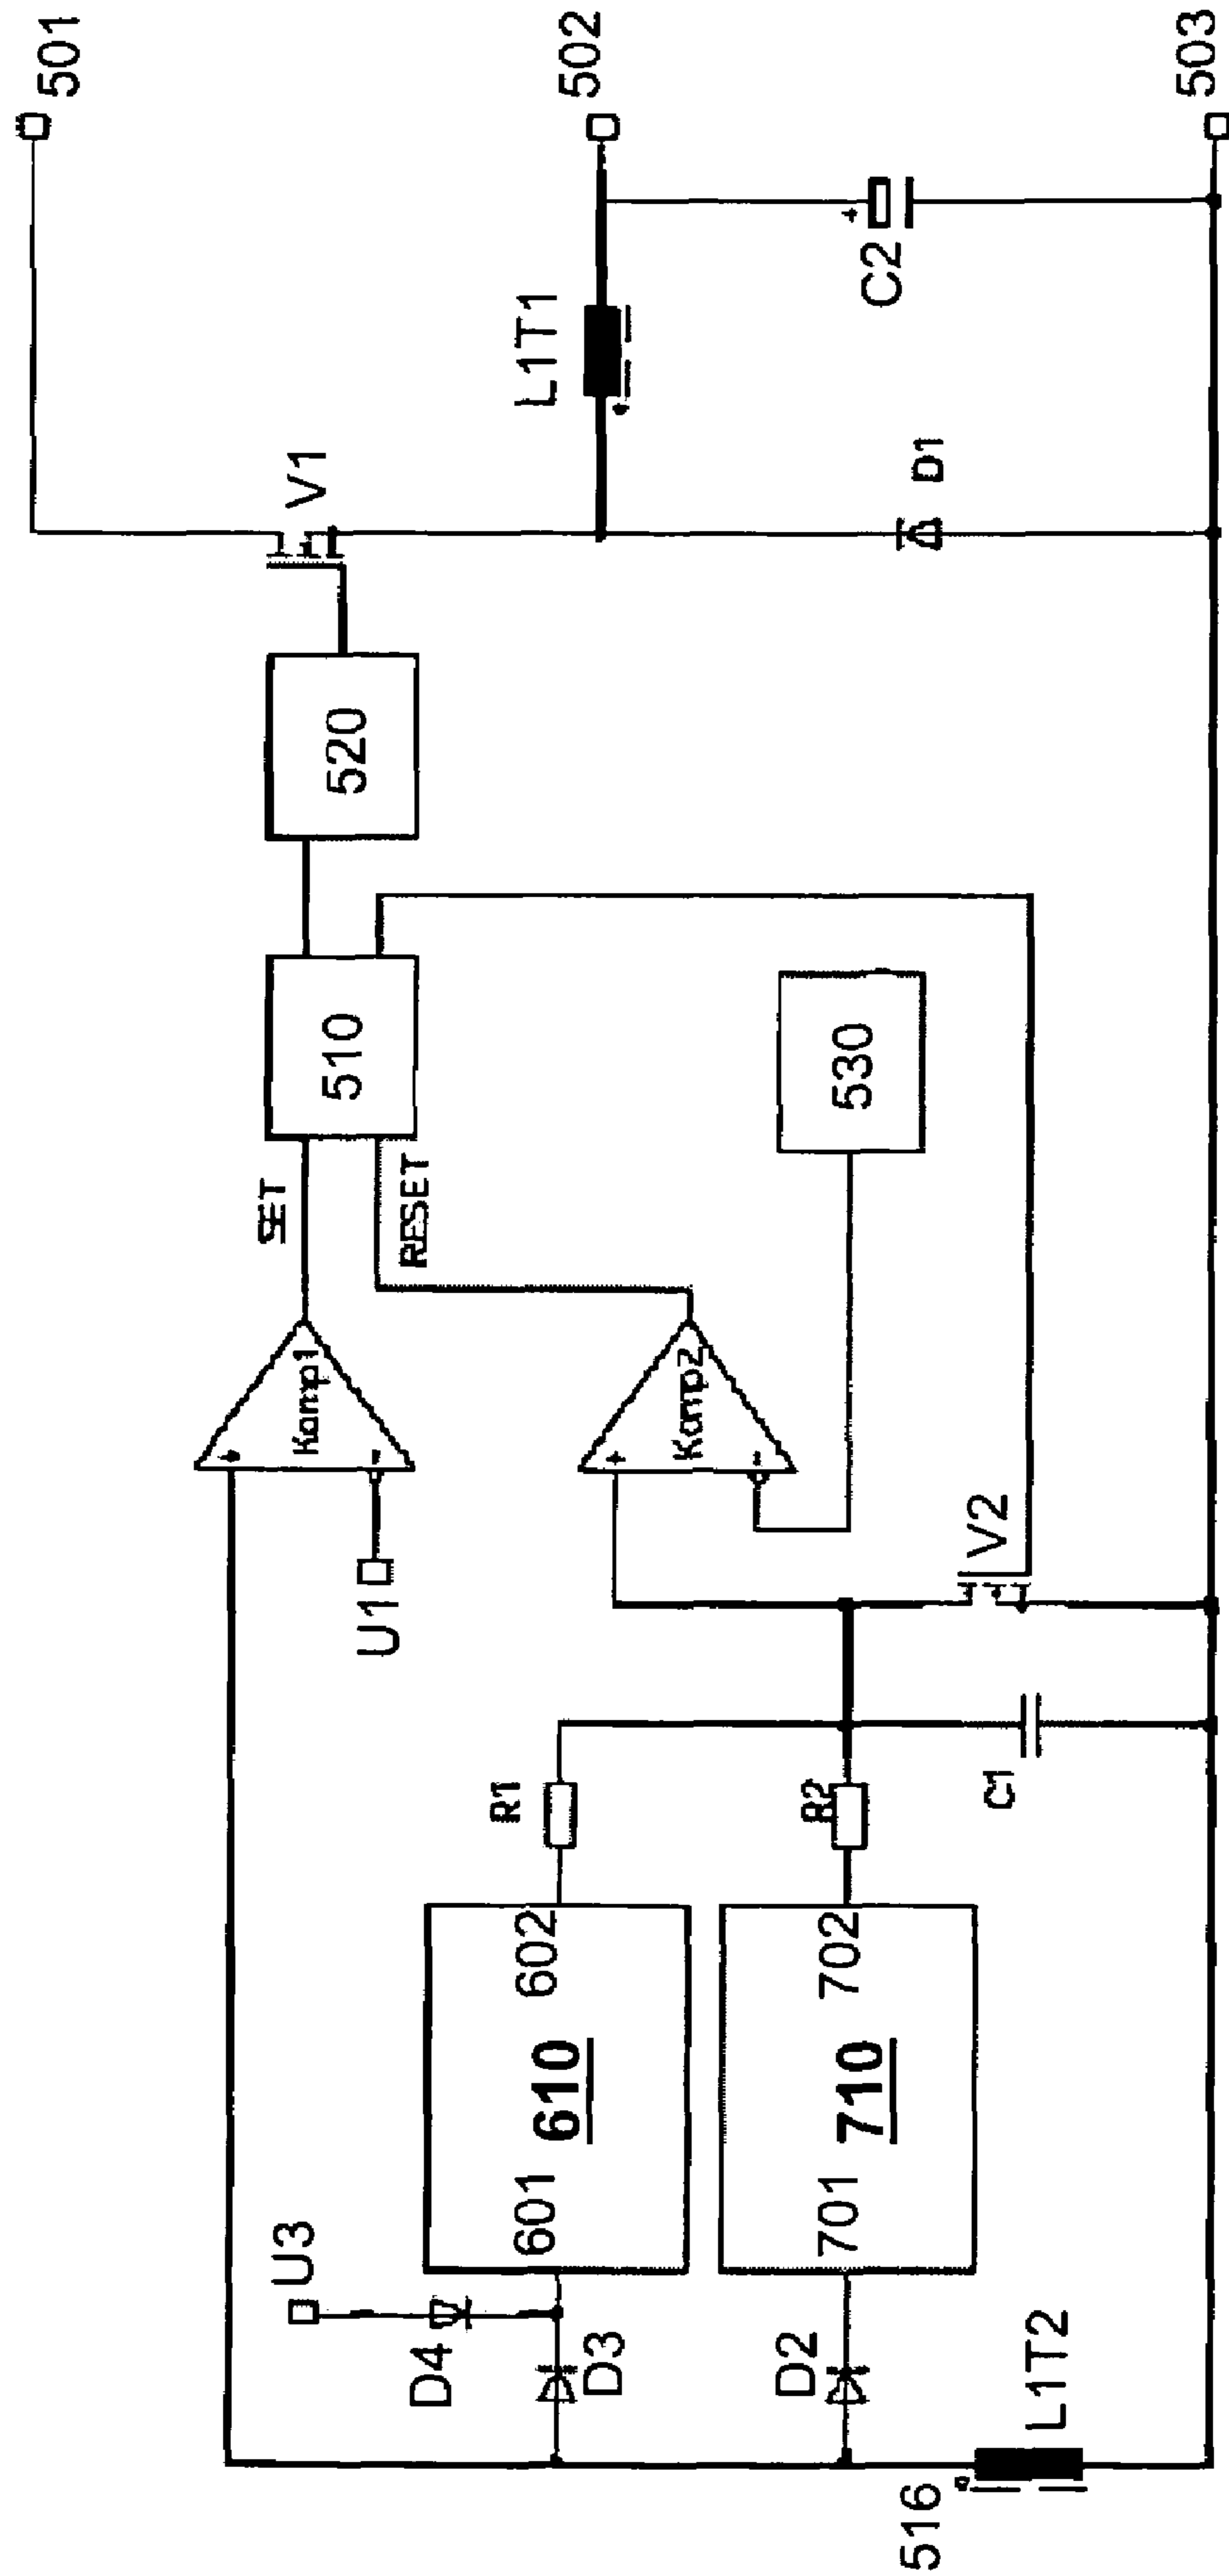 501
502
503
V1
L1T1
C2
D1
520
510
530
SET
RESET
Komp1
+
-
Komp2
+
-
U1
V2
R1
R2
C1
602
610
601
702
710
701
U3
D4
D3
D2
L1T2
516
+